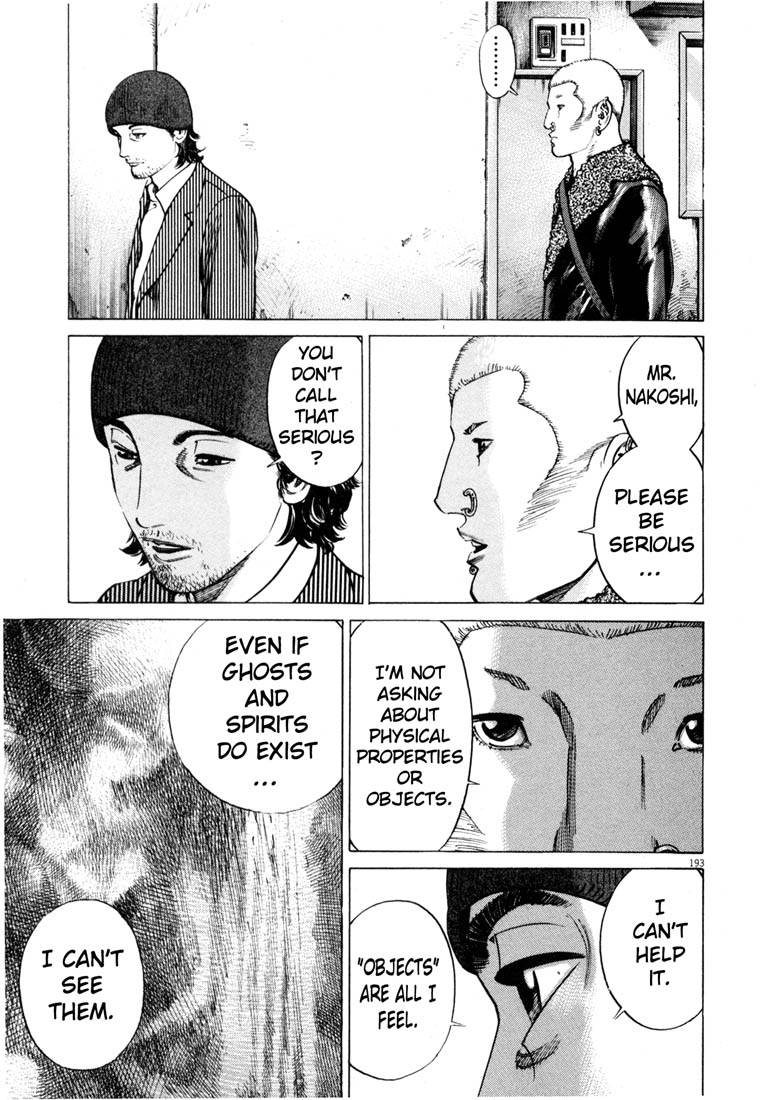 ........
MR.
NAKOSHI,
PLEASE
BE
SERIOUS
...
YOU
DON'T
CALL
THAT
SERIOUS
?
I'M NOT
ASKING
ABOUT
PHYSICAL
PROPERTIES
OR
OBJECTS.
193
I
CAN'T
HELP
IT.
"OBJECTS"
ARE ALL I
FEEL.
EVEN IF
GHOSTS
AND
SPIRITS
DO EXIST
...
I CAN'T
SEE
THEM.